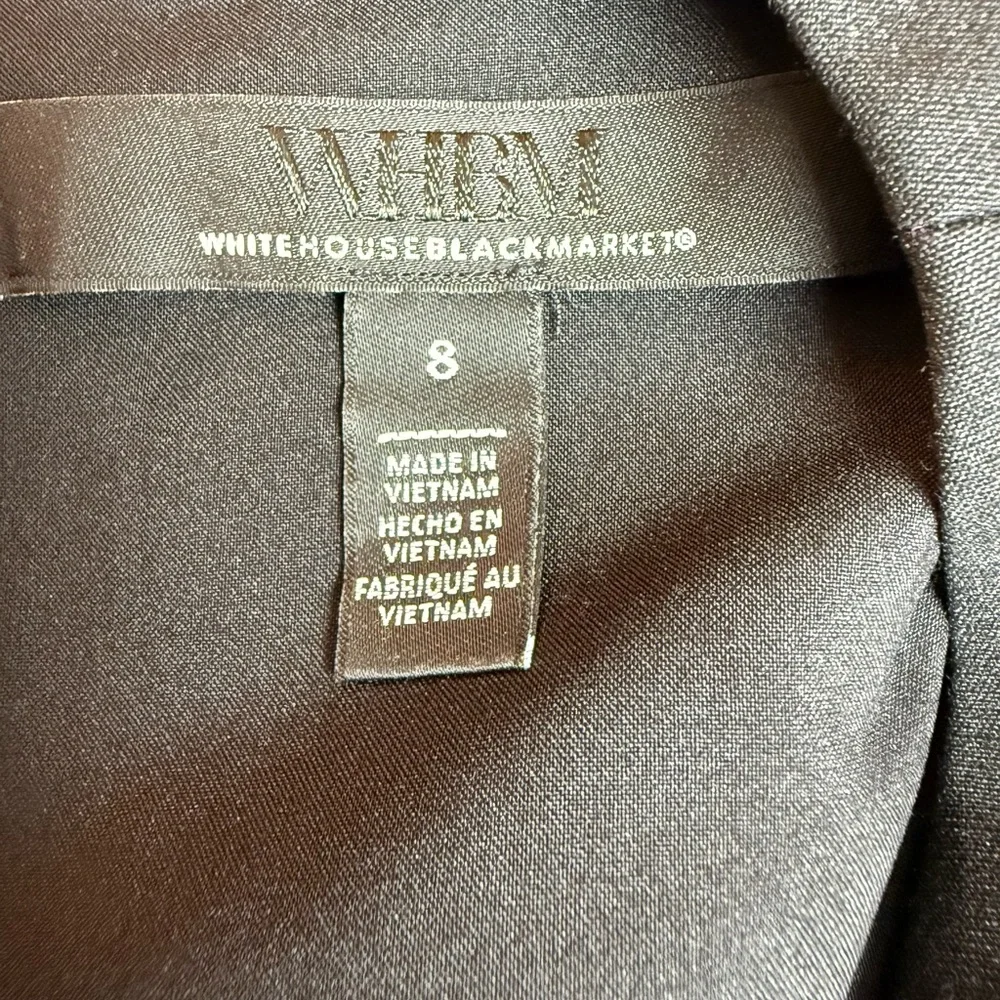 WHBM
WHITEHOUSEBLACKMARKET®
8
MADE IN
VIETNAM
HECHO EN
VIETNAM
FABRIQUÉ AU
VIETNAM